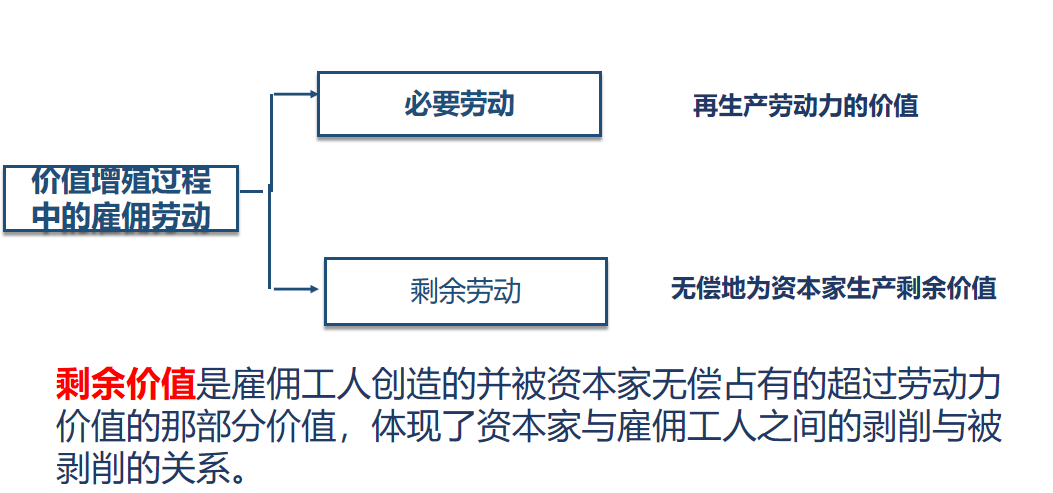 必要劳动
再生产劳动力的价值
价值增殖过程
中的雇佣劳动
剩余劳动
无偿地为资本家生产剩余价值
剩余价值是雇佣工人创造的并被资本家无偿占有的超过劳动力
价值的那部分价值，体现了资本家与雇佣工人之间的剥削与被
剥削的关系。